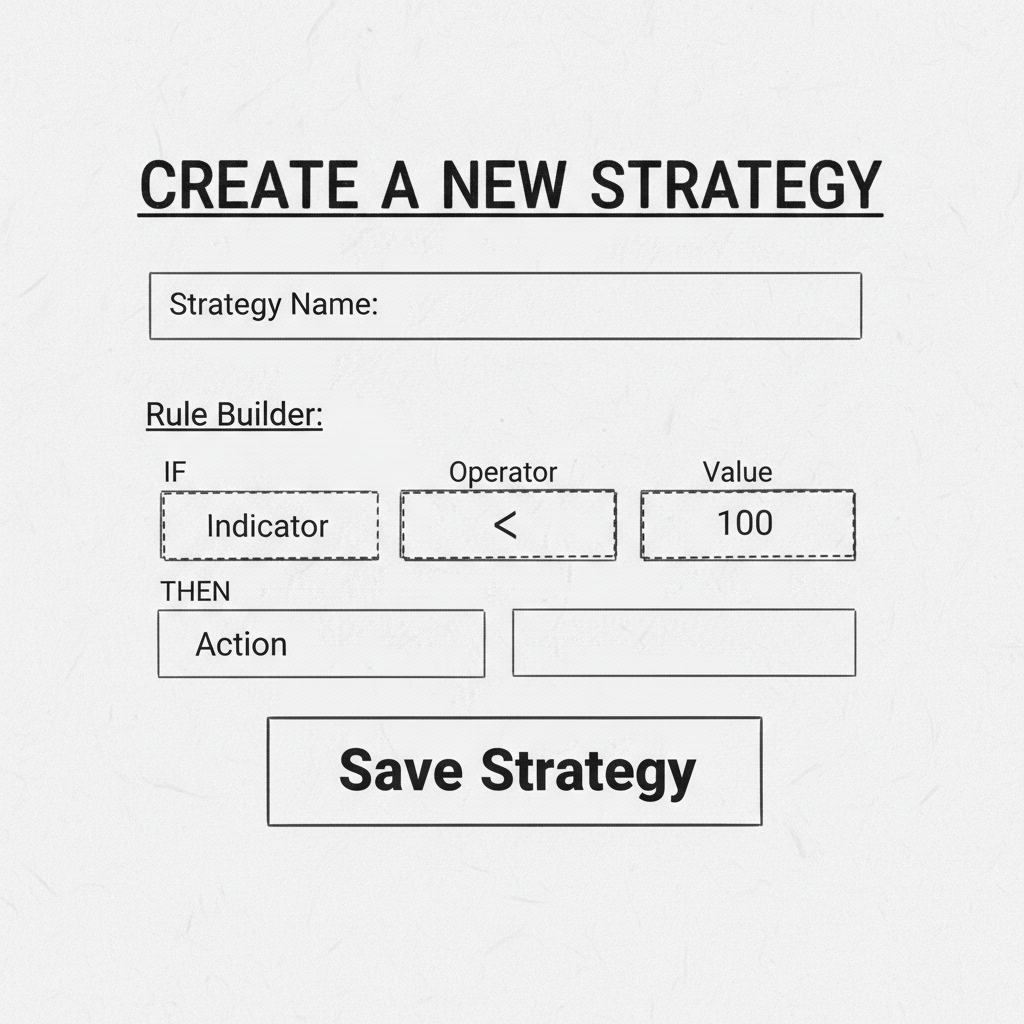 CREATE A NEW STRATEGY
Strategy Name:
Rule Builder:
IF Operator Value
Indicator < 100
THEN
Action
Save Strategy